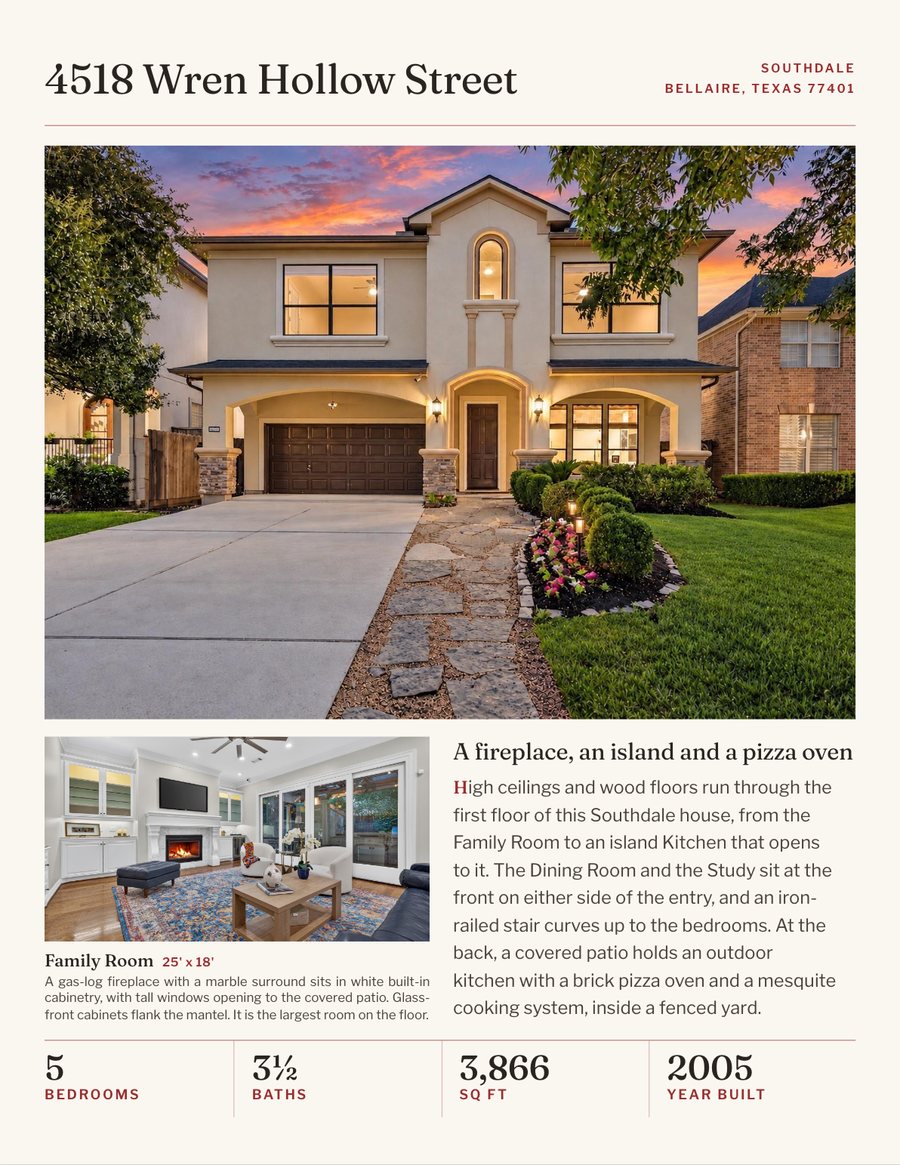 4518 Wren Hollow Street
SOUTHDALE
BELLAIRE, TEXAS 77401
A fireplace, an island and a pizza oven
High ceilings and wood floors run through the
first floor of this Southdale house, from the
Family Room to an island Kitchen that opens
to it. The Dining Room and the Study sit at the
front on either side of the entry, and an iron-
railed stair curves up to the bedrooms. At the
back, a covered patio holds an outdoor
kitchen with a brick pizza oven and a mesquite
cooking system, inside a fenced yard.
Family Room 25' x 18'
A gas-log fireplace with a marble surround sits in white built-in
cabinetry, with tall windows opening to the covered patio. Glass-
front cabinets flank the mantel. It is the largest room on the floor.
5
BEDROOMS
3½
BATHS
3,866
SQ FT
2005
YEAR BUILT